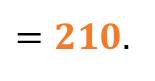 = 210.